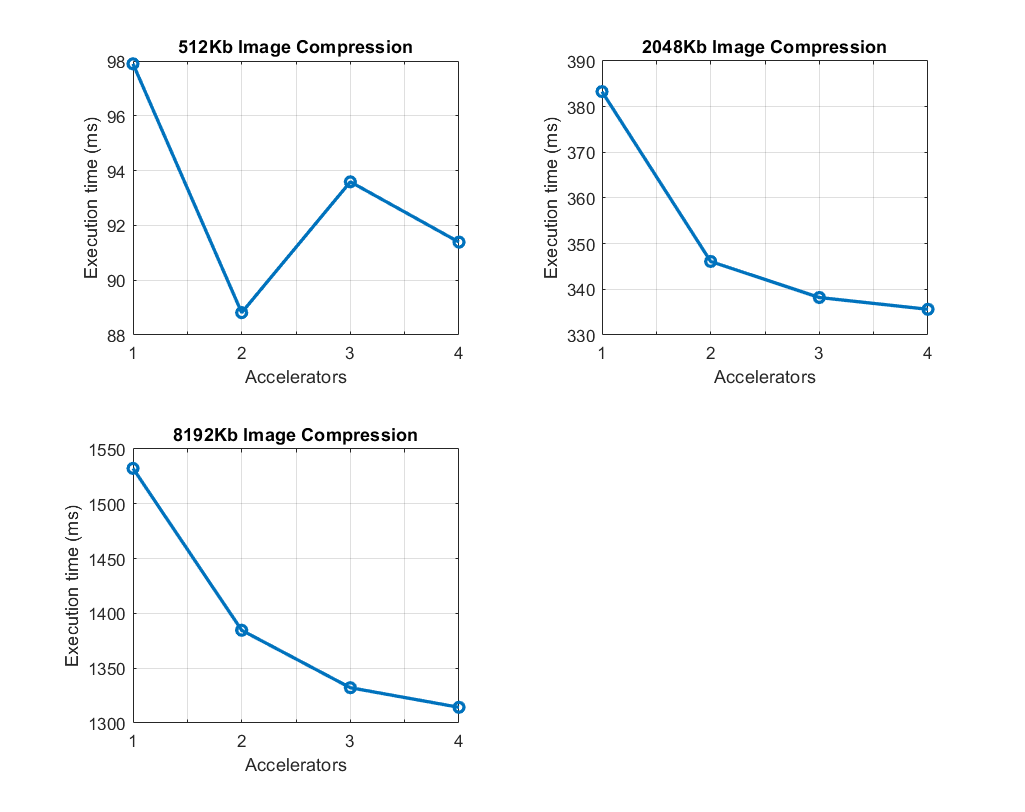 512Kb Image Compression
98
96
94
92
90
88
Execution time (ms)
1 2 3 4
Accelerators
2048Kb Image Compression
390
380
370
360
350
340
330
Execution time (ms)
1 2 3 4
Accelerators
8192Kb Image Compression
1550
1500
1450
1400
1350
1300
Execution time (ms)
1 2 3 4
Accelerators